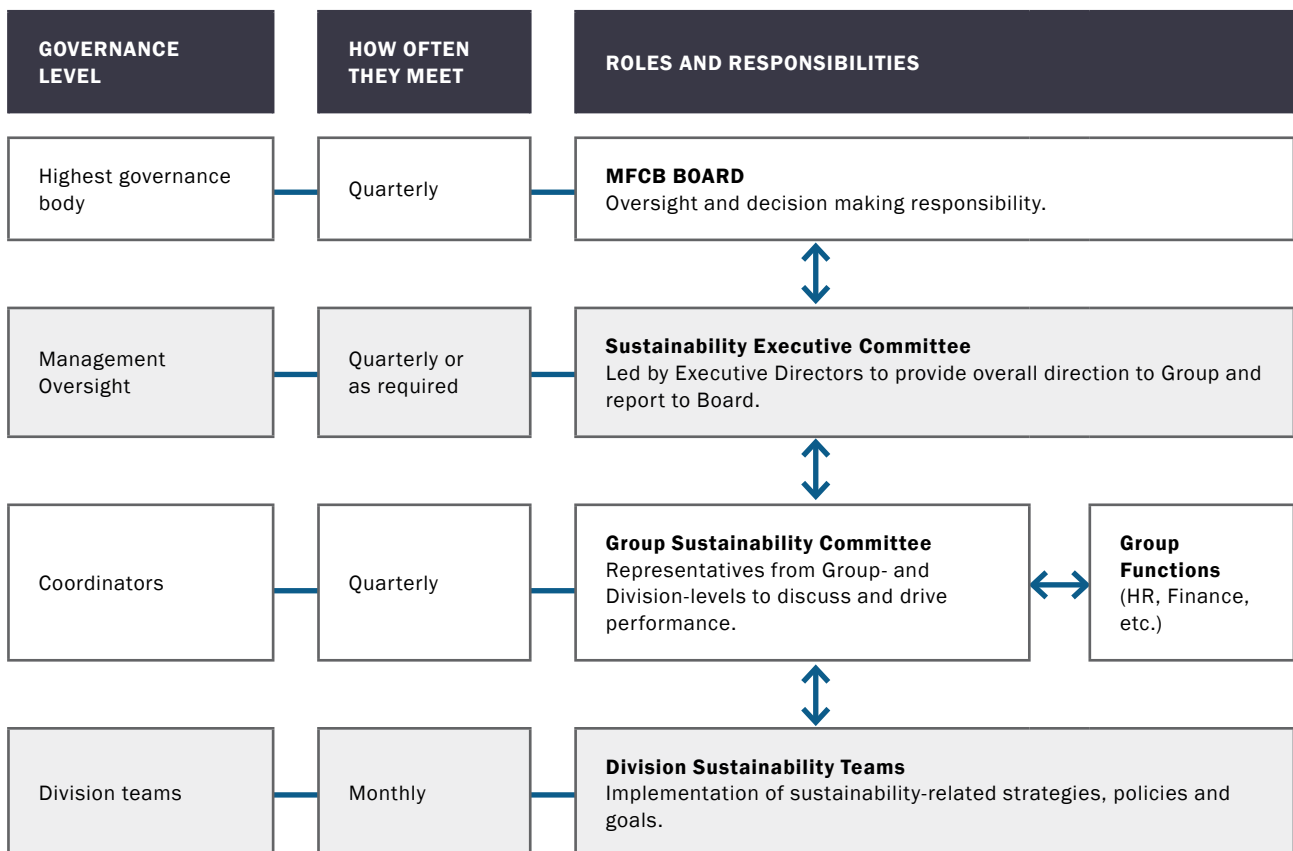 GOVERNANCE
LEVEL
HOW OFTEN
THEY MEET
ROLES AND RESPONSIBILITIES
Highest governance
body
Quarterly
MFCB BOARD
Oversight and decision making responsibility.
Management
Oversight
Quarterly or
as required
Sustainability Executive Committee
Led by Executive Directors to provide overall direction to Group and
report to Board.
Coordinators
Quarterly
Group Sustainability Committee
Representatives from Group- and
Division-levels to discuss and drive
performance.
Group
Functions
(HR, Finance,
etc.)
Division teams
Monthly
Division Sustainability Teams
Implementation of sustainability-related strategies, policies and
goals.